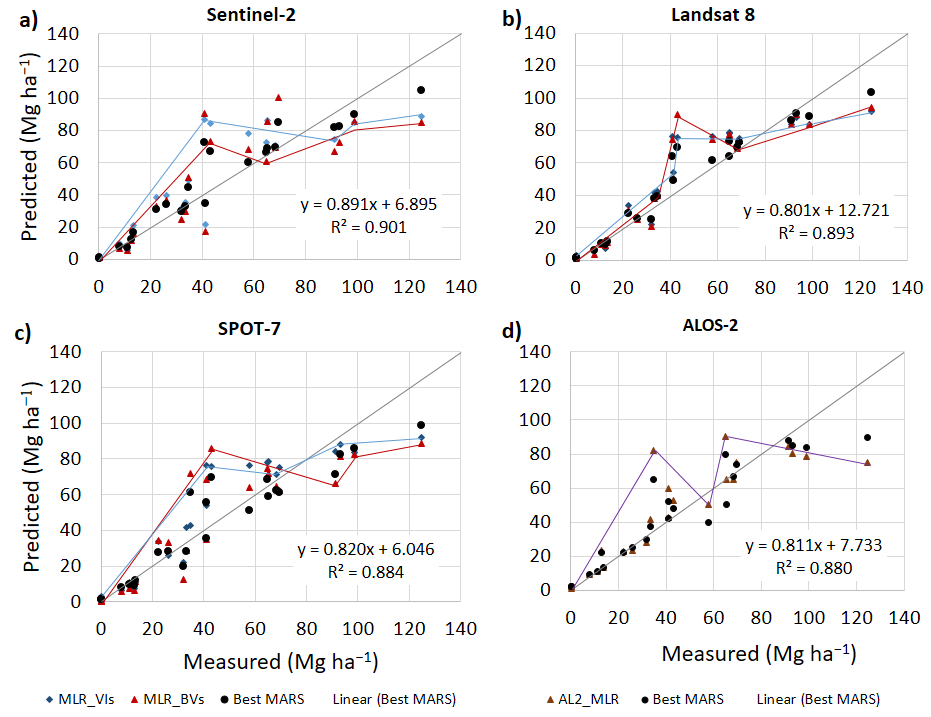 a) Sentinel-2
b) Landsat 8
Predicted (Mg ha⁻¹)
140
120
100
80
60
40
20
0
y = 0.891x + 6.895
R² = 0.901
0 20 40 60 80 100 120 140
140
120
100
80
60
40
20
0
y = 0.801x + 12.721
R² = 0.893
0 20 40 60 80 100 120 140
c) SPOT-7
d) ALOS-2
Predicted (Mg ha⁻¹)
140
120
100
80
60
40
20
0
y = 0.820x + 6.046
R² = 0.884
0 20 40 60 80 100 120 140
Measured (Mg ha⁻¹)
140
120
100
80
60
40
20
0
y = 0.811x + 7.733
R² = 0.880
0 20 40 60 80 100 120 140
Measured (Mg ha⁻¹)
MLR_VIs MLR_BVs Best MARS Linear (Best MARS)
AL2_MLR Best MARS Linear (Best MARS)